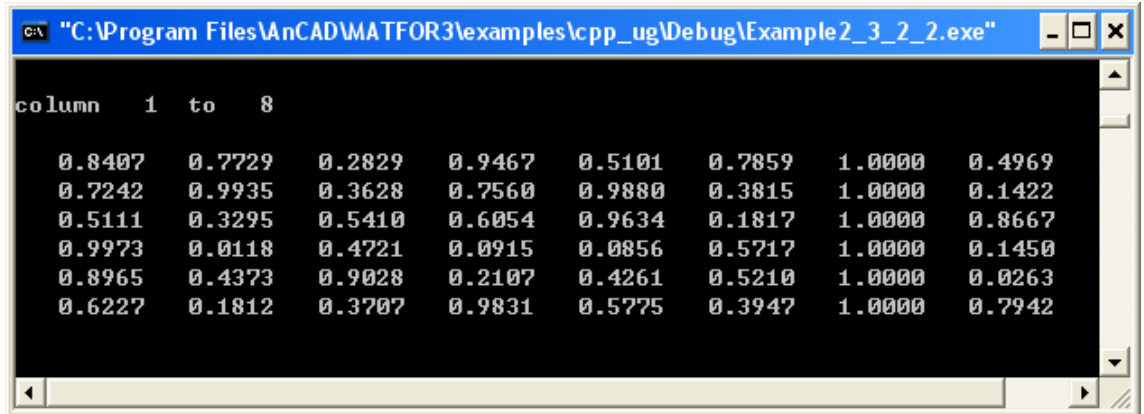 "C:\Program Files\AnCAD\MATFOR3\examples\cpp_ug\Debug\Example2_3_2_2.exe"
column 1 to 8
0.8407 0.7729 0.2829 0.9467 0.5101 0.7859 1.0000 0.4969
0.7242 0.9935 0.3628 0.7560 0.9880 0.3815 1.0000 0.1422
0.5111 0.3295 0.5410 0.6054 0.9634 0.1817 1.0000 0.8667
0.9973 0.0118 0.4721 0.0915 0.0856 0.5717 1.0000 0.1450
0.8965 0.4373 0.9028 0.2107 0.4261 0.5210 1.0000 0.0263
0.6227 0.1812 0.3707 0.9831 0.5775 0.3947 1.0000 0.7942